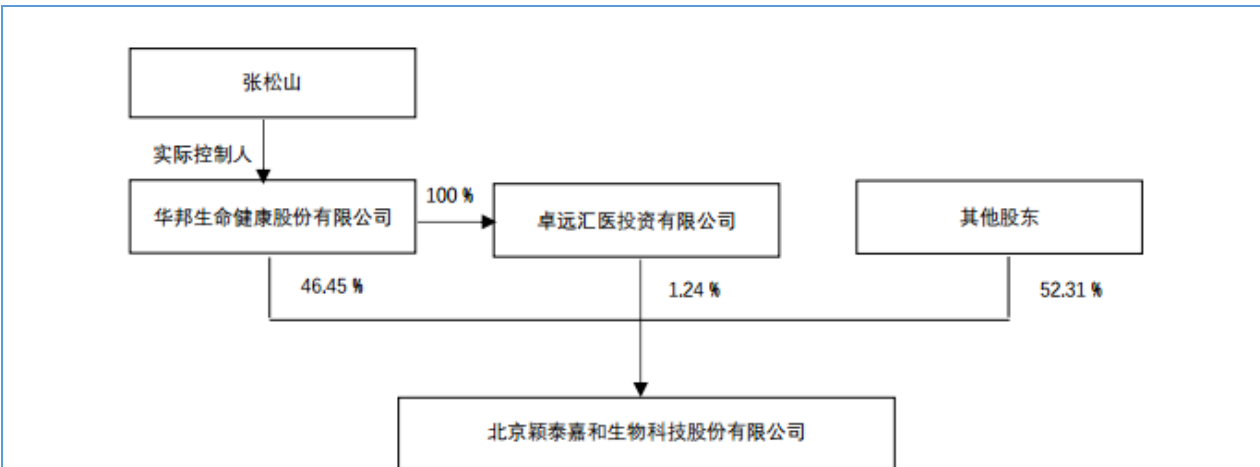 张松山
实际控制人
华邦生命健康股份有限公司
100 %
卓远汇医投资有限公司
其他股东
46.45 %
1.24 %
52.31 %
北京颖泰嘉和生物科技股份有限公司